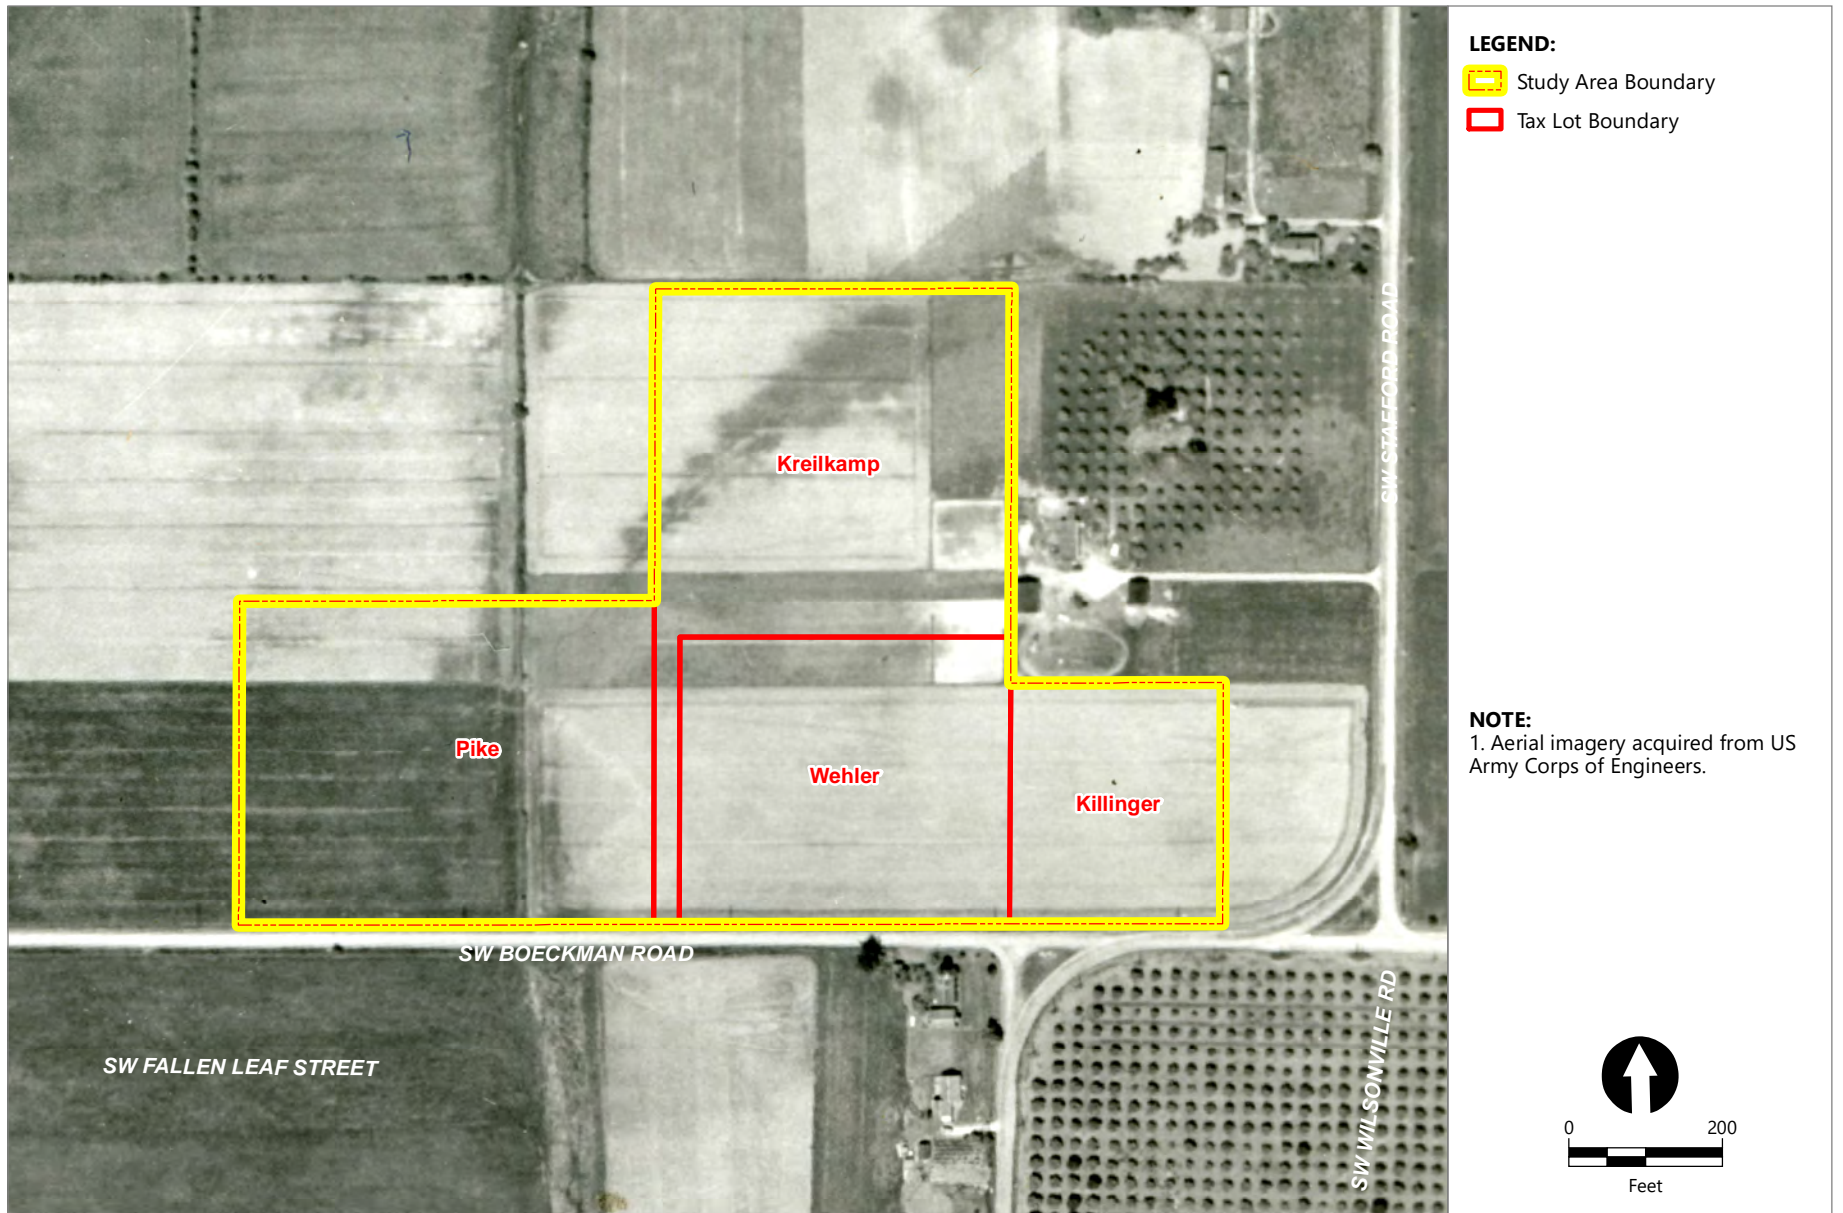 LEGEND:
Study Area Boundary
Tax Lot Boundary
SW STAFFORD ROAD
Kreilkamp
Pike
Wehler
Killinger
NOTE:
1. Aerial imagery acquired from US
Army Corps of Engineers.
SW BOECKMAN ROAD
SW FALLEN LEAF STREET
SW WILSONVILLE RD
0 200
Feet